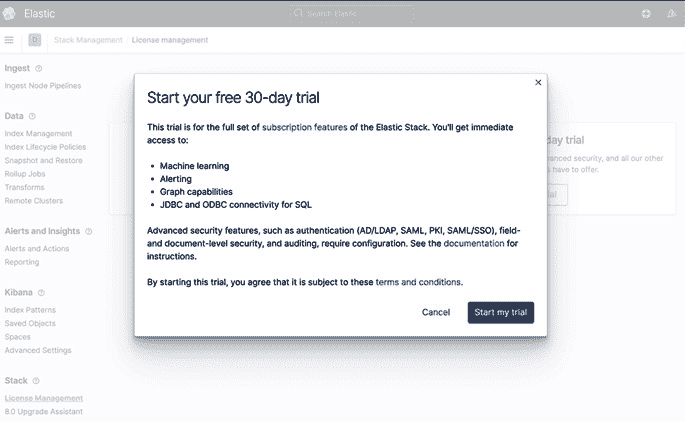 Elastic
Search Elastic
D
Stack Management / License management
Ingest
Ingest Node Pipelines
Data
Index Management
Index Lifecycle Policies
Snapshot and Restore
Rollup Jobs
Transforms
Remote Clusters
Alerts and Insights
Alerts and Actions
Reporting
Kibana
Index Patterns
Saved Objects
Spaces
Advanced Settings
Stack
License Management
8.0 Upgrade Assistant
Start your free 30-day trial
This trial is for the full set of subscription features of the Elastic Stack. You'll get immediate
access to:
• Machine learning
• Alerting
• Graph capabilities
• JDBC and ODBC connectivity for SQL
Advanced security features, such as authentication (AD/LDAP, SAML, PKI, SAML/SSO), field-
and document-level security, and auditing, require configuration. See the documentation for
instructions.
By starting this trial, you agree that it is subject to these terms and conditions.
Cancel
Start my trial
day trial
anced security, and all our other
have to offer.